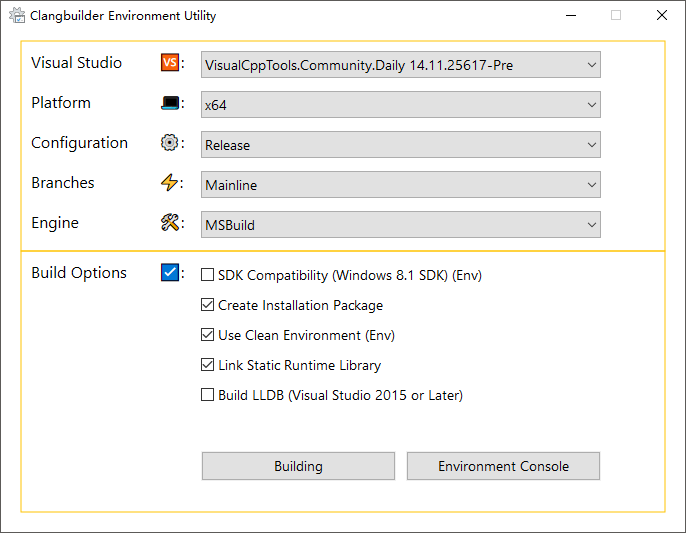 Clangbuilder Environment Utility
Visual Studio VS : VisualCppTools.Community.Daily 14.11.25617-Pre
Platform : x64
Configuration : Release
Branches : Mainline
Engine : MSBuild
Build Options : SDK Compatibility (Windows 8.1 SDK) (Env)
Create Installation Package
Use Clean Environment (Env)
Link Static Runtime Library
Build LLDB (Visual Studio 2015 or Later)
Building Environment Console